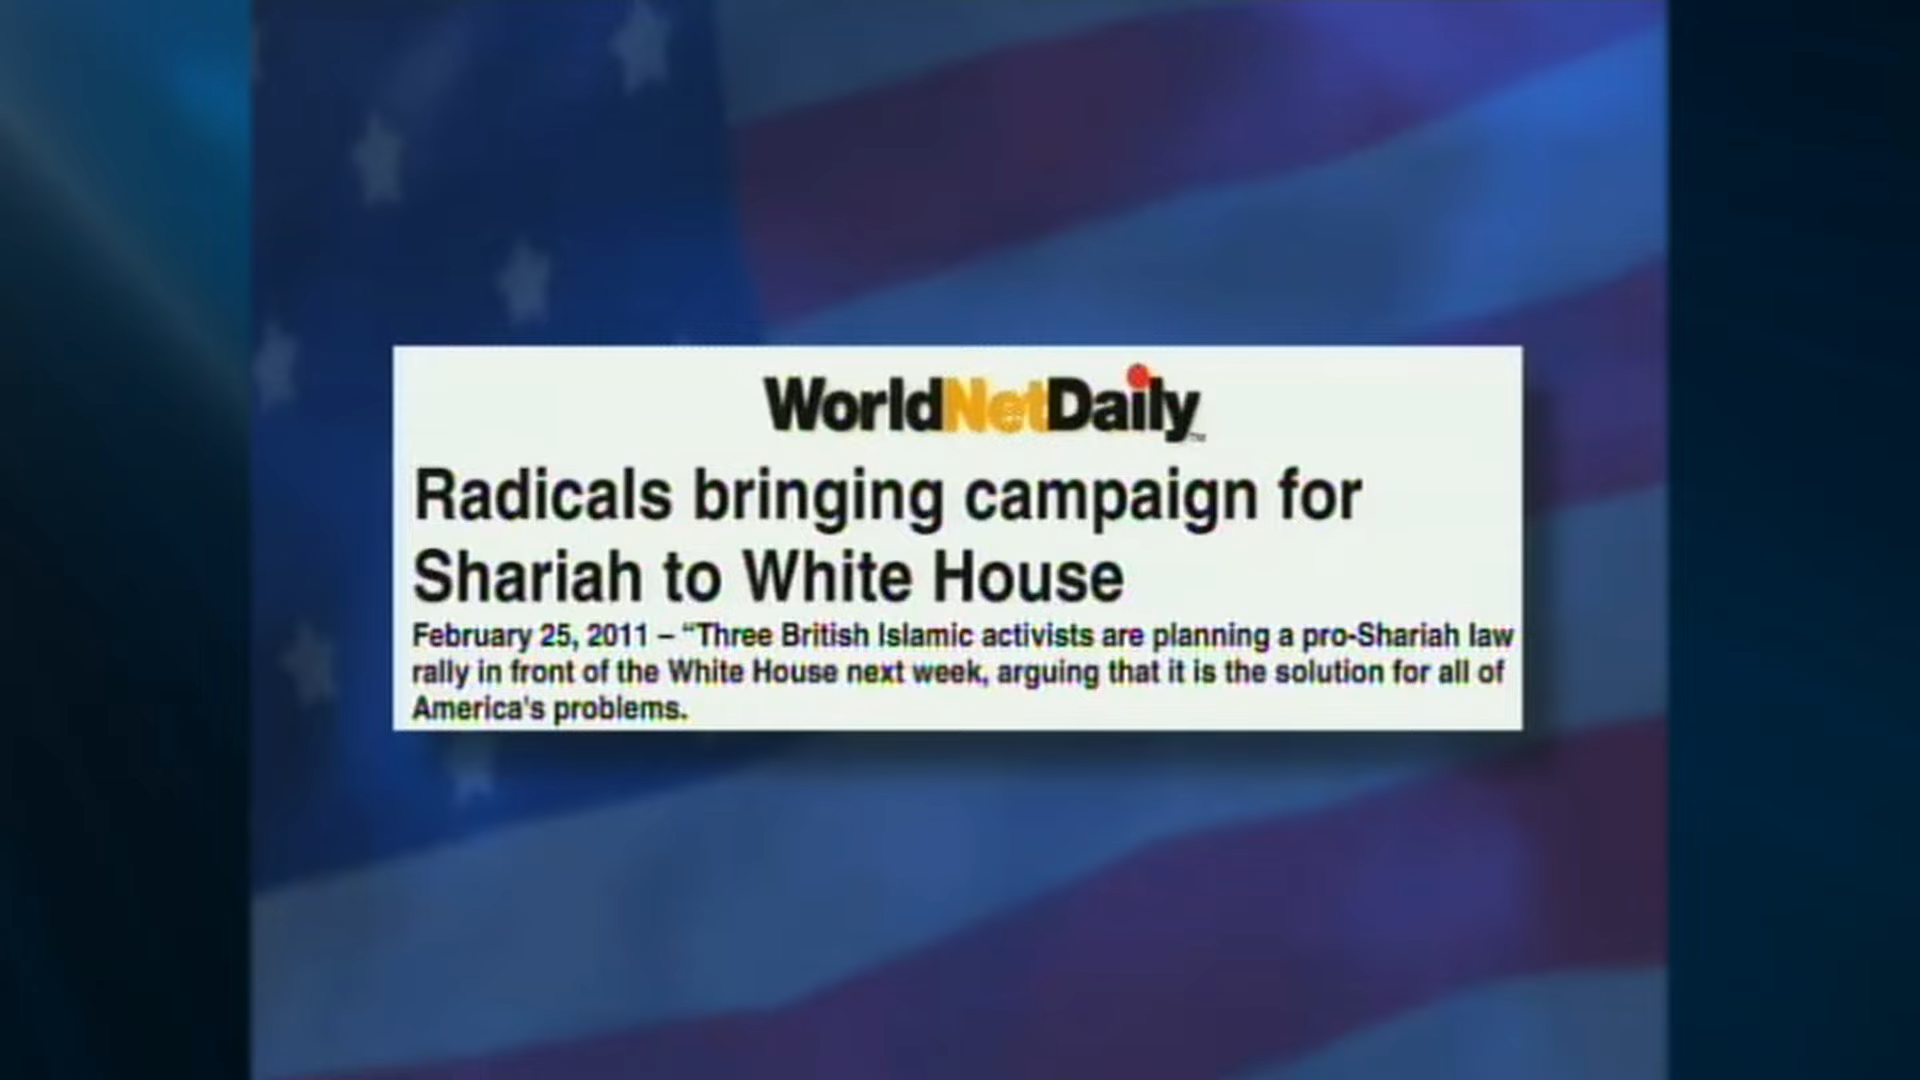 WorldNetDaily™
Radicals bringing campaign for
Shariah to White House
February 25, 2011 – “Three British Islamic activists are planning a pro-Shariah law
rally in front of the White House next week, arguing that it is the solution for all of
America's problems.